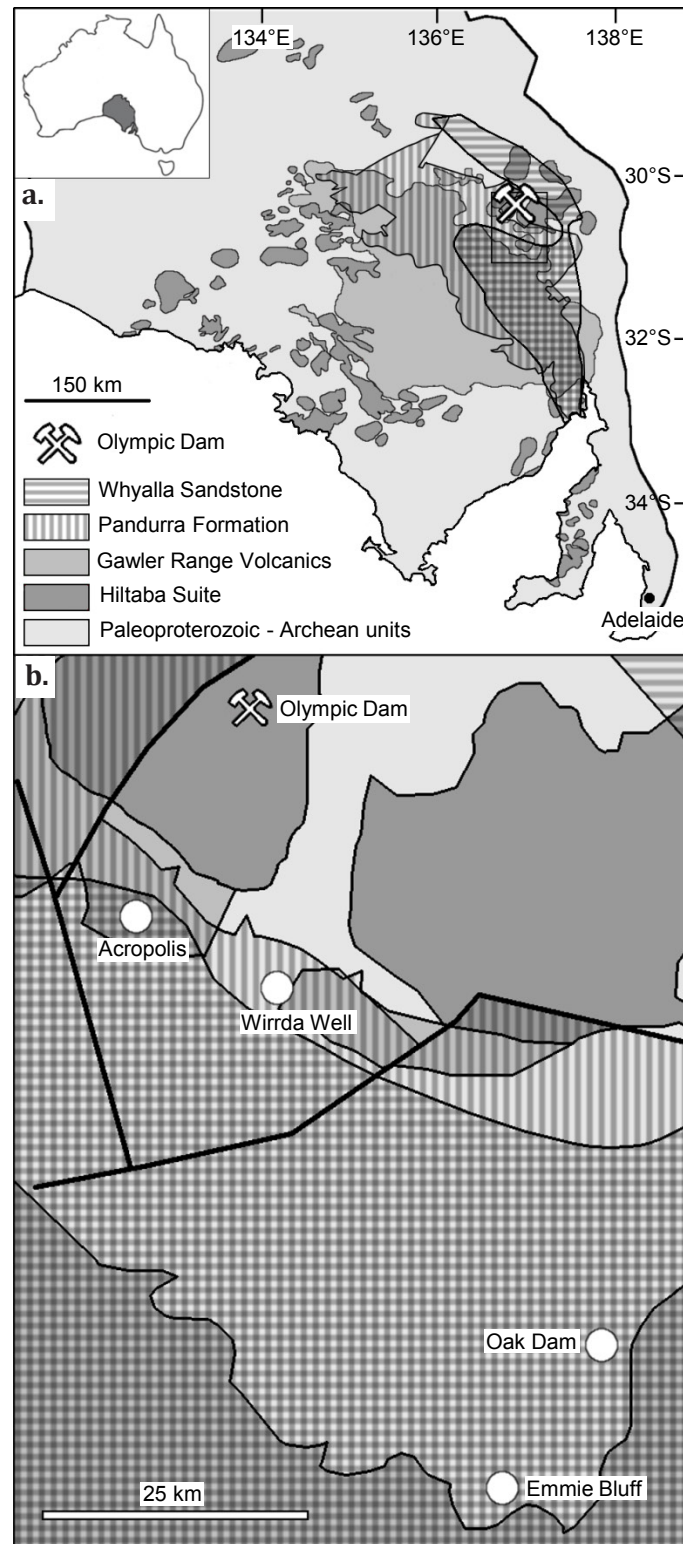 134°E 136°E 138°E
30°S
a.
32°S
150 km
Olympic Dam
Whyalla Sandstone
Pandurra Formation
34°S
Gawler Range Volcanics
Hiltaba Suite
Paleoproterozoic - Archean units
Adelaide
b.
Olympic Dam
Acropolis
Wirrda Well
Oak Dam
Emmie Bluff
25 km